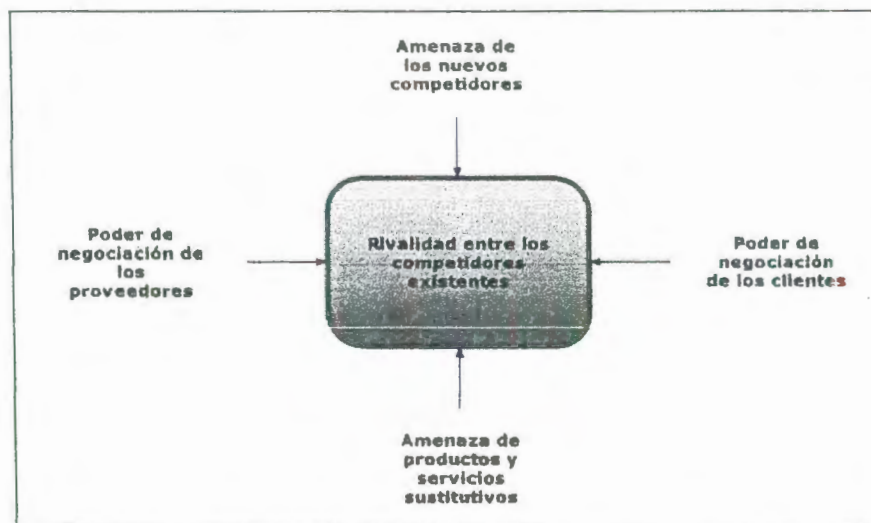 Amenaza de
los nuevos
competidores
Poder de
negociación de
los
proveedores
Rivalidad entre los
competidores
existentes
Poder de
negociación
de los clientes
Amenaza de
productos y
servicios
sustitutivos